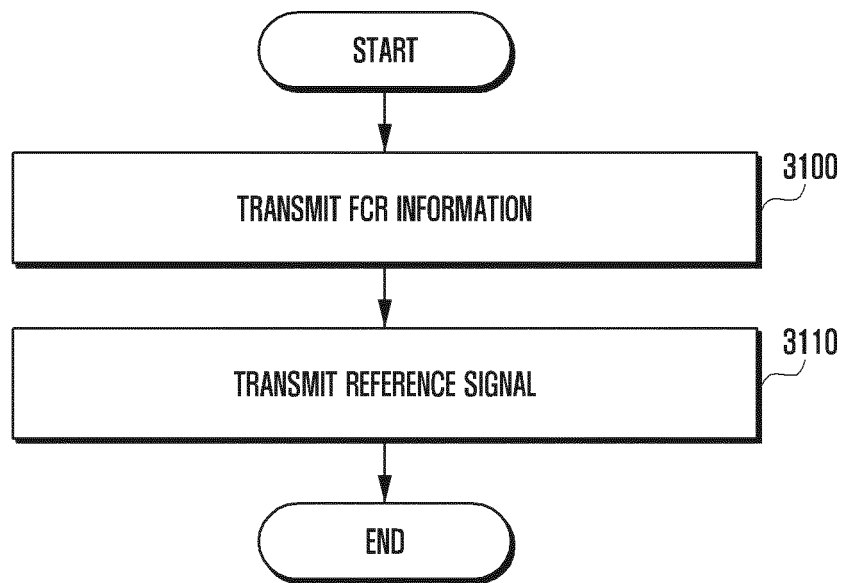 START
3100
TRANSMIT FCR INFORMATION
3110
TRANSMIT REFERENCE SIGNAL
END